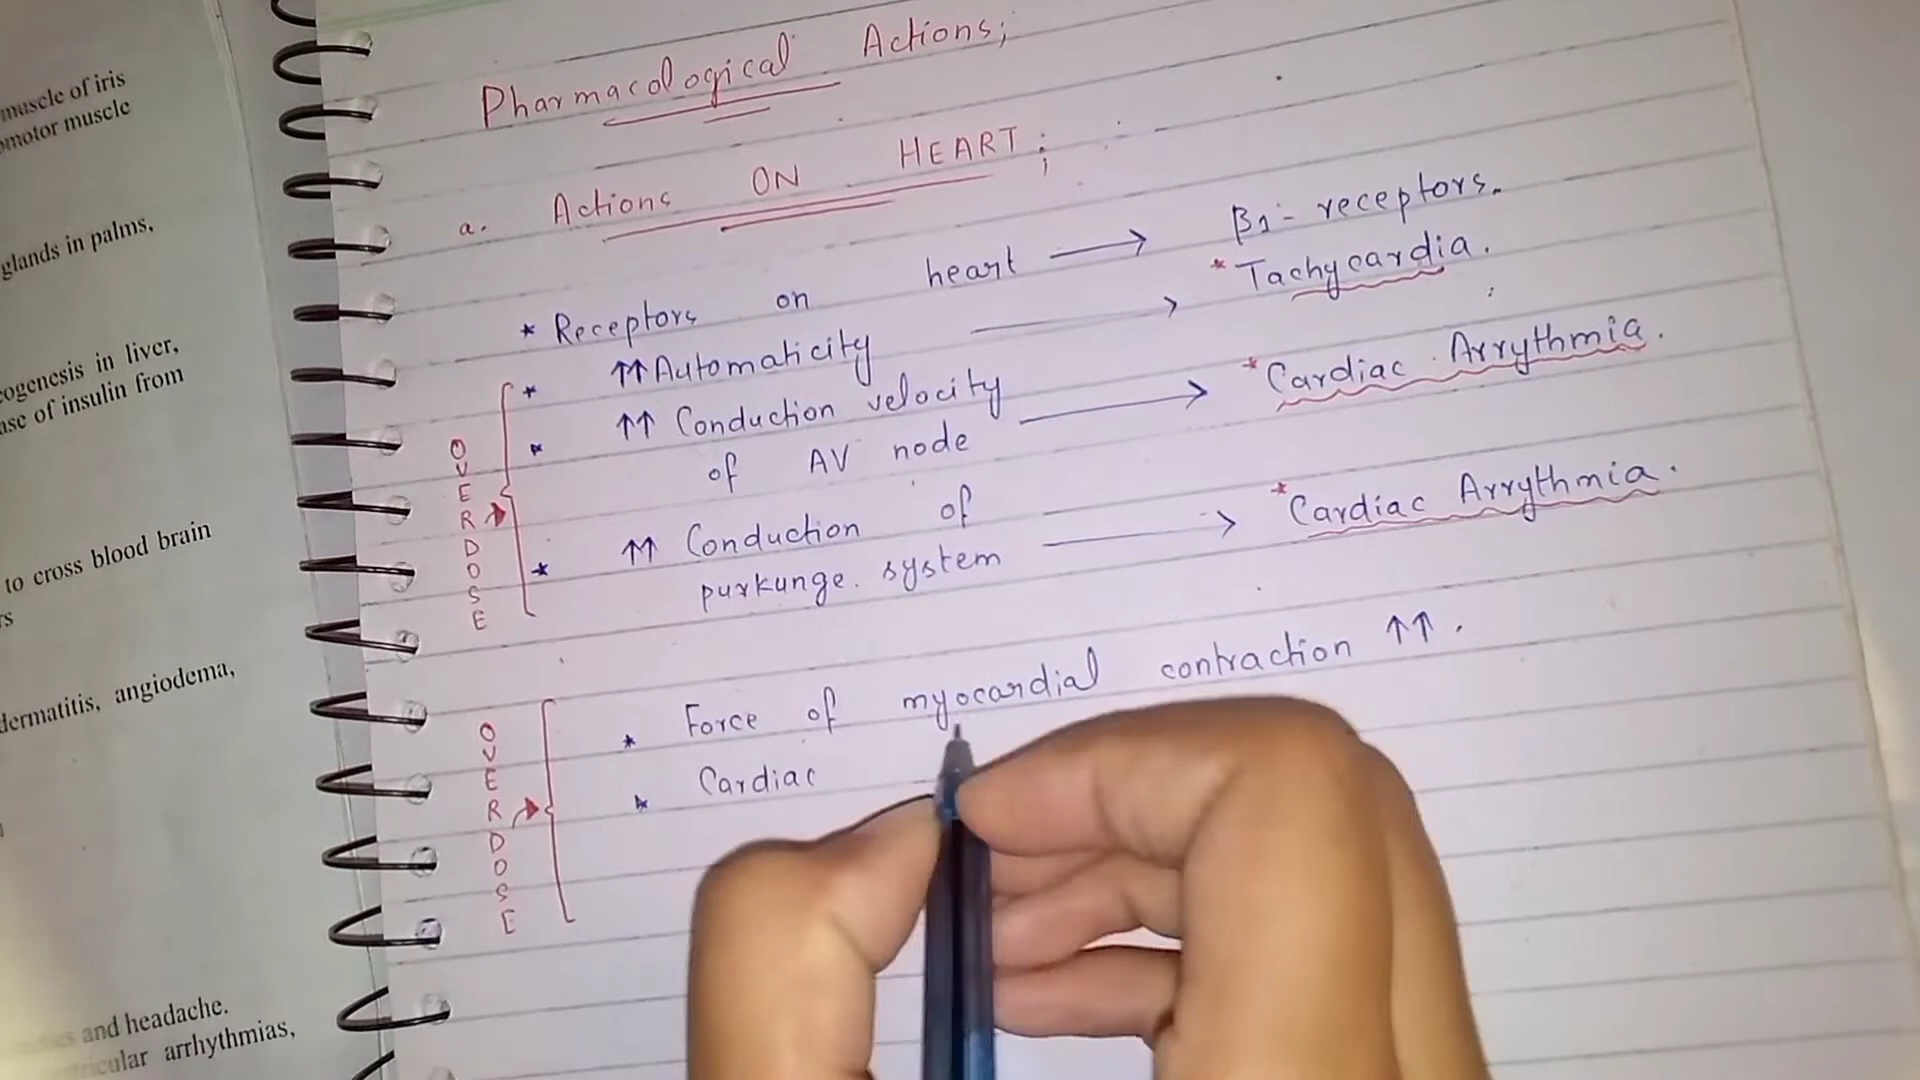 muscle of iris
motor muscle
glands in palms,
ogenesis in liver,
ase of insulin from
to cross blood brain
rs
dermatitis, angiodema,
and headache.
tricular arrhythmias,
Pharmacological Actions;
a. Actions ON HEART;
* Receptors on heart → β1 - receptors.
* ↑↑ Automaticity → * Tachycardia.
* ↑↑ Conduction velocity → * Cardiac Arrythmia.
of AV node
* ↑↑ Conduction of → * Cardiac Arrythmia.
purkunge. system
OVERDOSE
* Force of myocardial contraction ↑↑.
* Cardiac
OVERDOSE